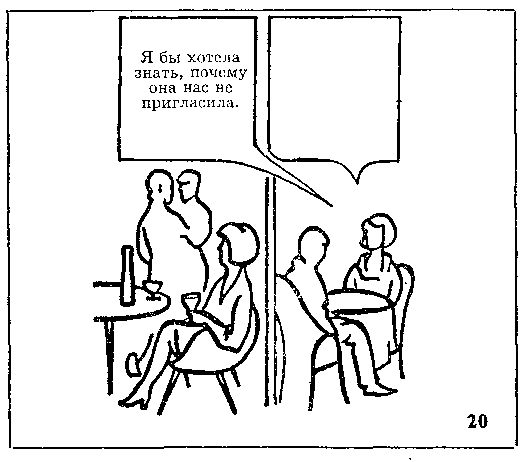 Я бы хотела
знать, почему
она нас не
пригласила.
20